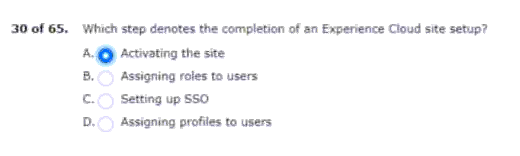 30 of 65. Which step denotes the completion of an Experience Cloud site setup?
A. Activating the site
B. Assigning roles to users
C. Setting up SSO
D. Assigning profiles to users